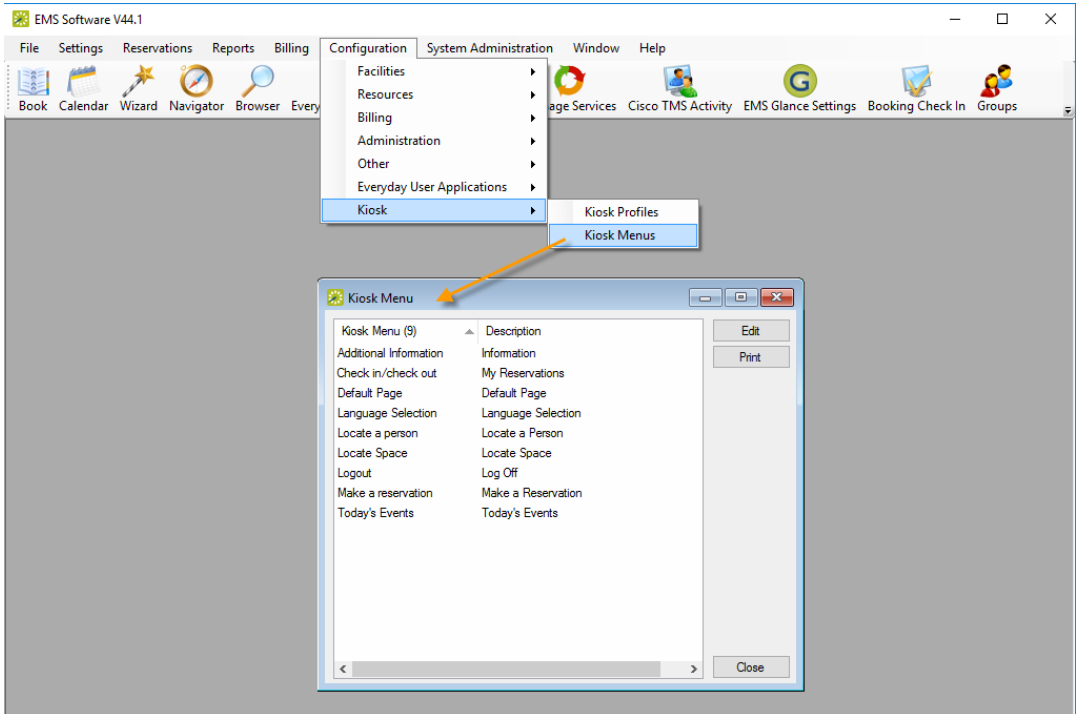 EMS Software V44.1
File Settings Reservations Reports Billing Configuration System Administration Window Help
Book Calendar Wizard Navigator Browser Every age Services Cisco TMS Activity EMS Glance Settings Booking Check In Groups
Facilities
Resources
Billing
Administration
Other
Everyday User Applications
Kiosk
Kiosk Profiles
Kiosk Menus
Kiosk Menu
Kiosk Menu (9) Description
Edit
Additional Information Information
Print
Check in/check out My Reservations
Default Page Default Page
Language Selection Language Selection
Locate a person Locate a Person
Locate Space Locate Space
Logout Log Off
Make a reservation Make a Reservation
Today's Events Today's Events
Close